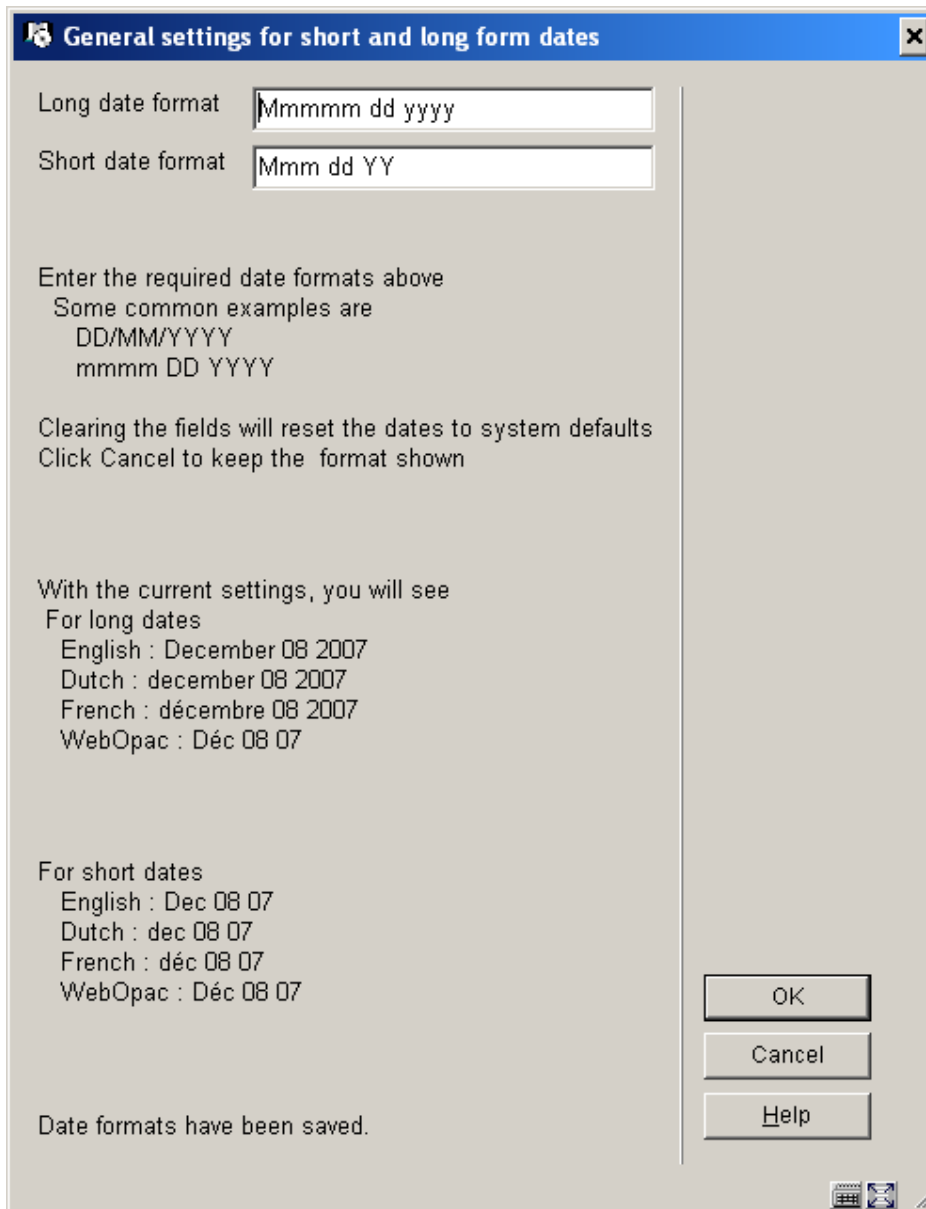 General settings for short and long form dates
Long date format Mmmmm dd yyyy
Short date format Mmm dd YY
Enter the required date formats above
Some common examples are
DD/MM/YYYY
mmmm DD YYYY
Clearing the fields will reset the dates to system defaults
Click Cancel to keep the  format shown
With the current settings, you will see
For long dates
English : December 08 2007
Dutch : december 08 2007
French : décembre 08 2007
WebOpac : Déc 08 07
For short dates
English : Dec 08 07
Dutch : dec 08 07
French : déc 08 07
WebOpac : Déc 08 07
OK
Cancel
Help
Date formats have been saved.